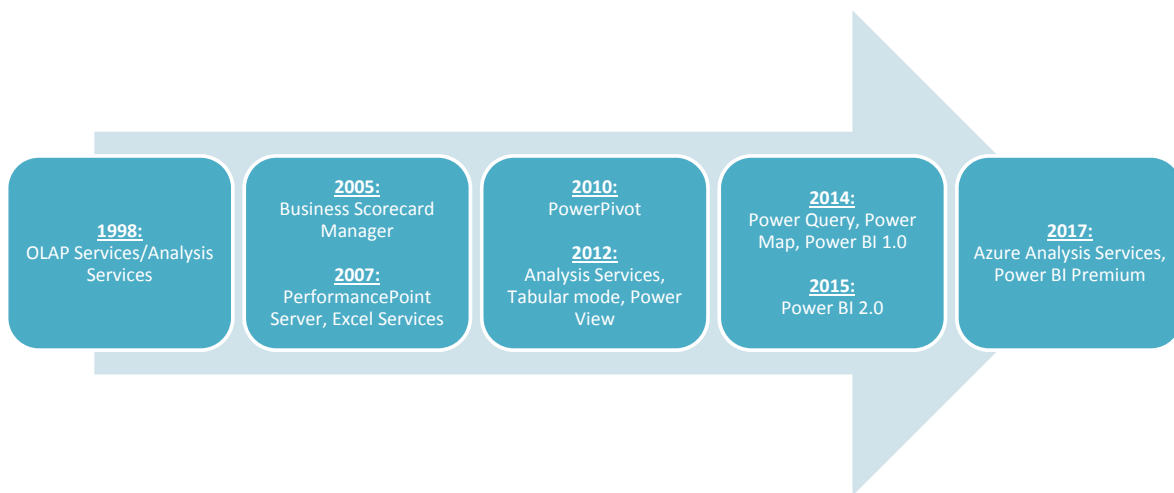 1998:
OLAP Services/Analysis
Services
2005:
Business Scorecard
Manager
2007:
PerformancePoint
Server, Excel Services
2010:
PowerPivot
2012:
Analysis Services,
Tabular mode, Power
View
2014:
Power Query, Power
Map, Power BI 1.0
2015:
Power BI 2.0
2017:
Azure Analysis Services,
Power BI Premium